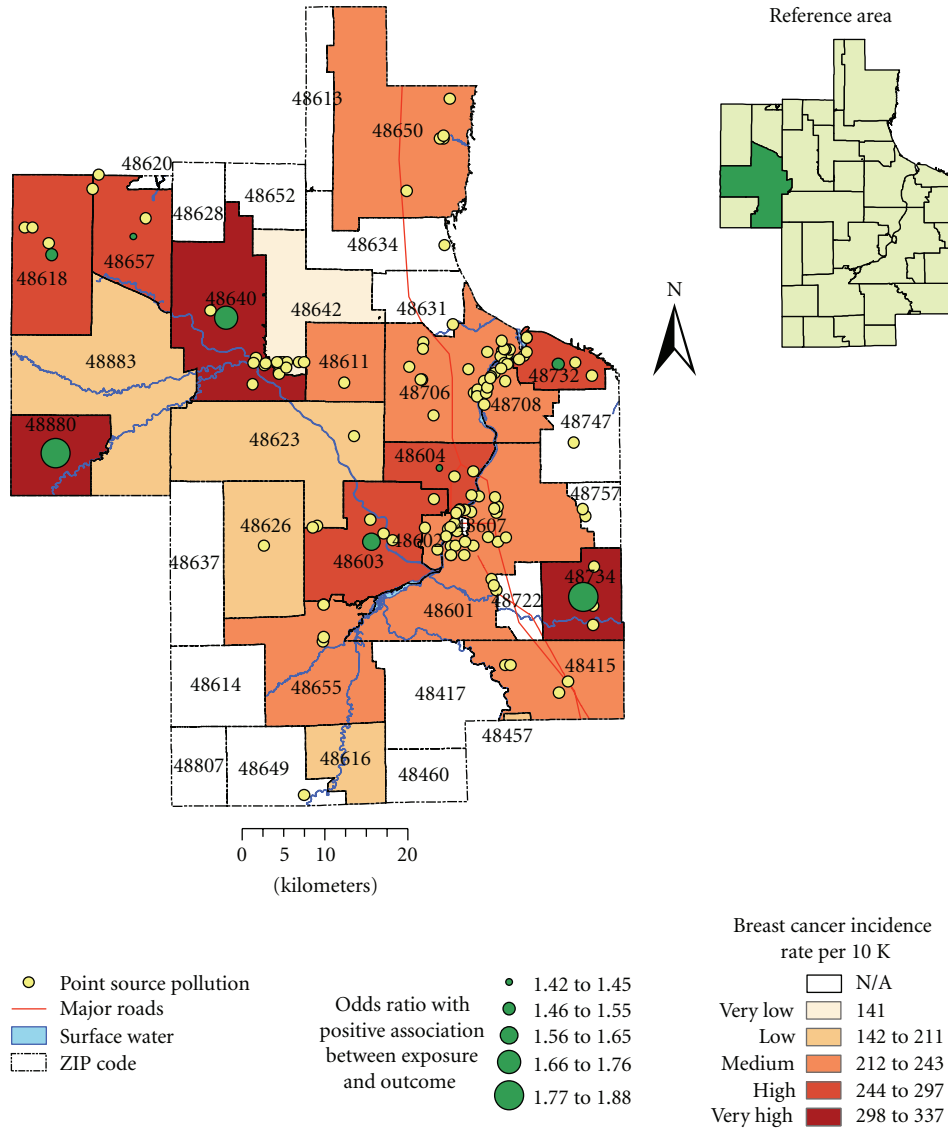 Reference area
48613
48650
48620
48652
48628
48634
48618
48657
48640
48642
48631
N
48883
48611
48706
48732
48708
48880
48623
48747
48604
48757
48626
48607
48602
48637
48603
48734
48722
48601
48415
48614
48655
48417
48457
48616
48807
48649
48460
0 5 10 20
(kilometers)
Point source pollution
Major roads
Surface water
ZIP code
Odds ratio with
positive association
between exposure
and outcome
1.42 to 1.45
1.46 to 1.55
1.56 to 1.65
1.66 to 1.76
1.77 to 1.88
Breast cancer incidence
rate per 10 K
N/A
Very low 141
Low 142 to 211
Medium 212 to 243
High 244 to 297
Very high 298 to 337